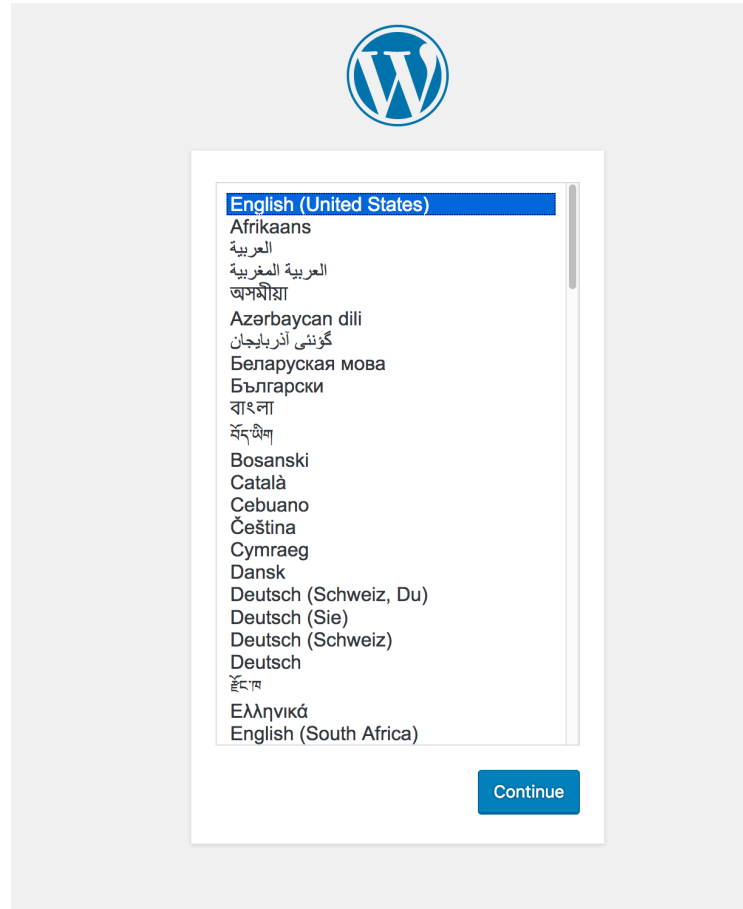 English (United States)
Afrikaans
العربية
العربية المغربية
অসমীয়া
Azərbaycan dili
گؤنئی آذربایجان
Беларуская мова
Български
বাংলা
བོད་ཡིག
Bosanski
Català
Cebuano
Čeština
Cymraeg
Dansk
Deutsch (Schweiz, Du)
Deutsch (Sie)
Deutsch (Schweiz)
Deutsch
རྫོང་ཁ
Ελληνικά
English (South Africa)
Continue